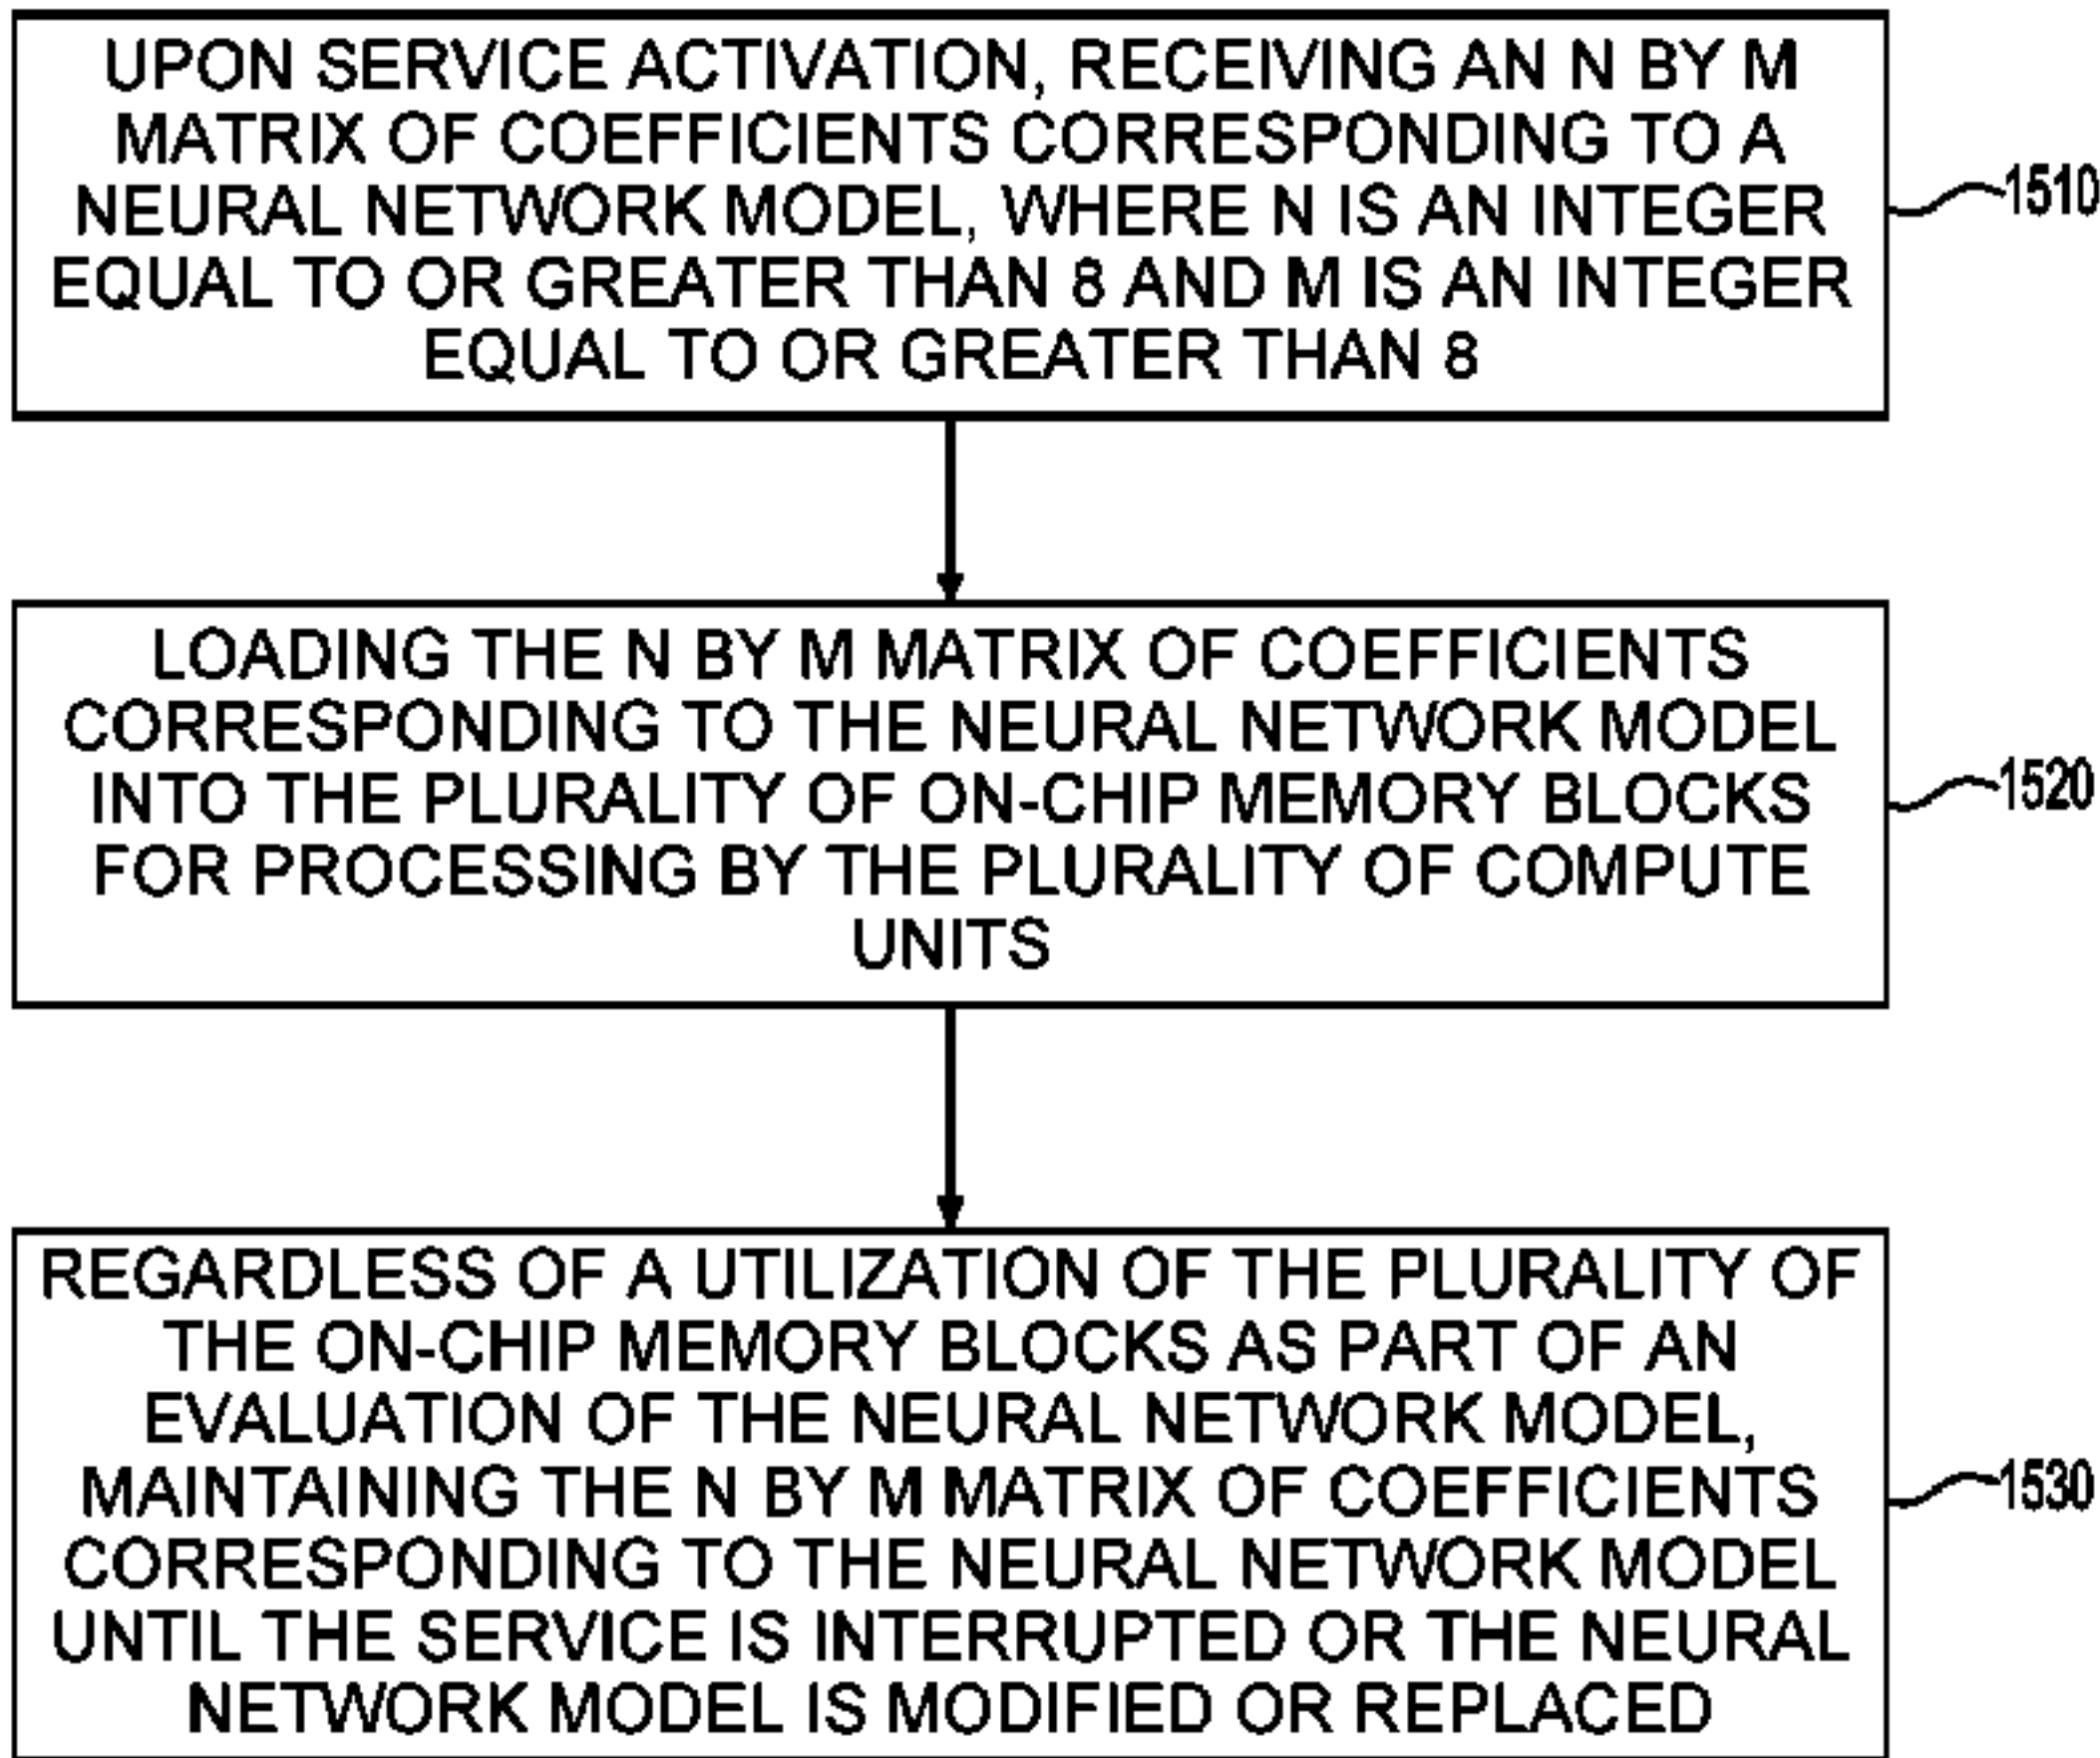 UPON SERVICE ACTIVATION, RECEIVING AN N BY M
MATRIX OF COEFFICIENTS CORRESPONDING TO A
NEURAL NETWORK MODEL, WHERE N IS AN INTEGER
EQUAL TO OR GREATER THAN 8 AND M IS AN INTEGER
EQUAL TO OR GREATER THAN 8
1510
LOADING THE N BY M MATRIX OF COEFFICIENTS
CORRESPONDING TO THE NEURAL NETWORK MODEL
INTO THE PLURALITY OF ON-CHIP MEMORY BLOCKS
FOR PROCESSING BY THE PLURALITY OF COMPUTE
UNITS
1520
REGARDLESS OF A UTILIZATION OF THE PLURALITY OF
THE ON-CHIP MEMORY BLOCKS AS PART OF AN
EVALUATION OF THE NEURAL NETWORK MODEL,
MAINTAINING THE N BY M MATRIX OF COEFFICIENTS
CORRESPONDING TO THE NEURAL NETWORK MODEL
UNTIL THE SERVICE IS INTERRUPTED OR THE NEURAL
NETWORK MODEL IS MODIFIED OR REPLACED
1530